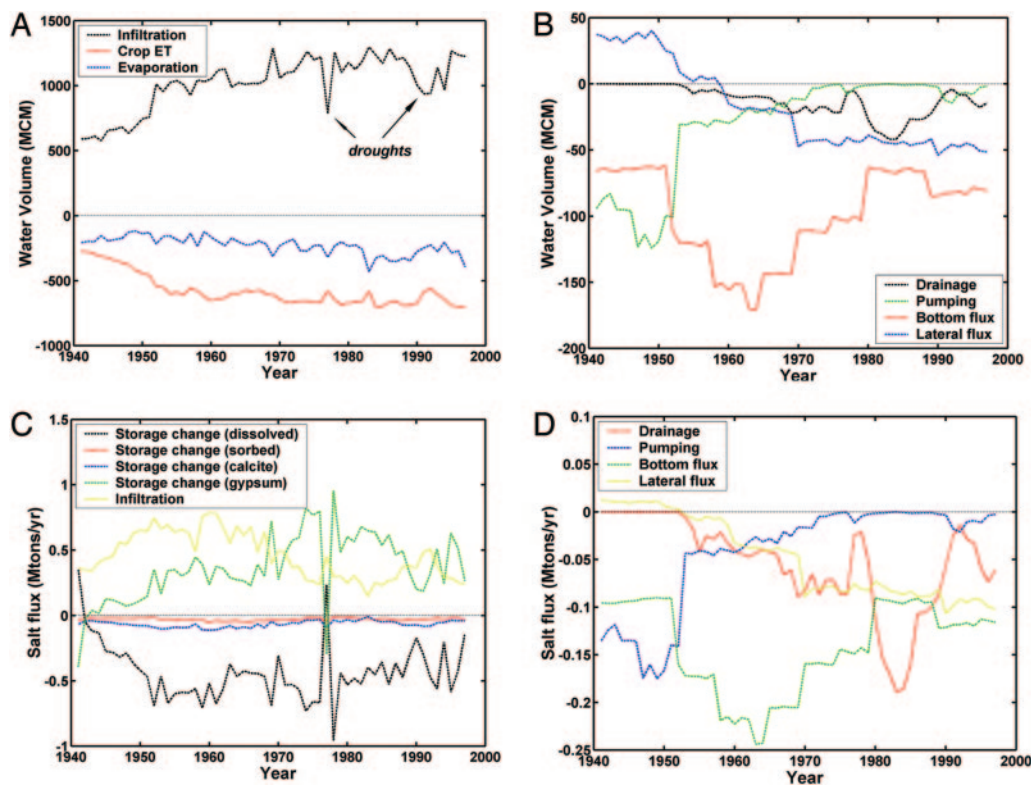 A
1500
1000
500
0
-500
-1000
Water Volume (MCM)
Infiltration
Crop ET
Evaporation
droughts
1940 1950 1960 1970 1980 1990 2000
Year
B
50
0
-50
-100
-150
-200
Water Volume (MCM)
Drainage
Pumping
Bottom flux
Lateral flux
1940 1950 1960 1970 1980 1990 2000
Year
C
1.5
1
0.5
0
-0.5
-1
Salt flux (Mtons/yr)
Storage change (dissolved)
Storage change (sorbed)
Storage change (calcite)
Storage change (gypsum)
Infiltration
1940 1950 1960 1970 1980 1990 2000
Year
D
0.1
0.05
0
-0.05
-0.1
-0.15
-0.2
-0.25
Salt flux (Mtons/yr)
Drainage
Pumping
Bottom flux
Lateral flux
1940 1950 1960 1970 1980 1990 2000
Year